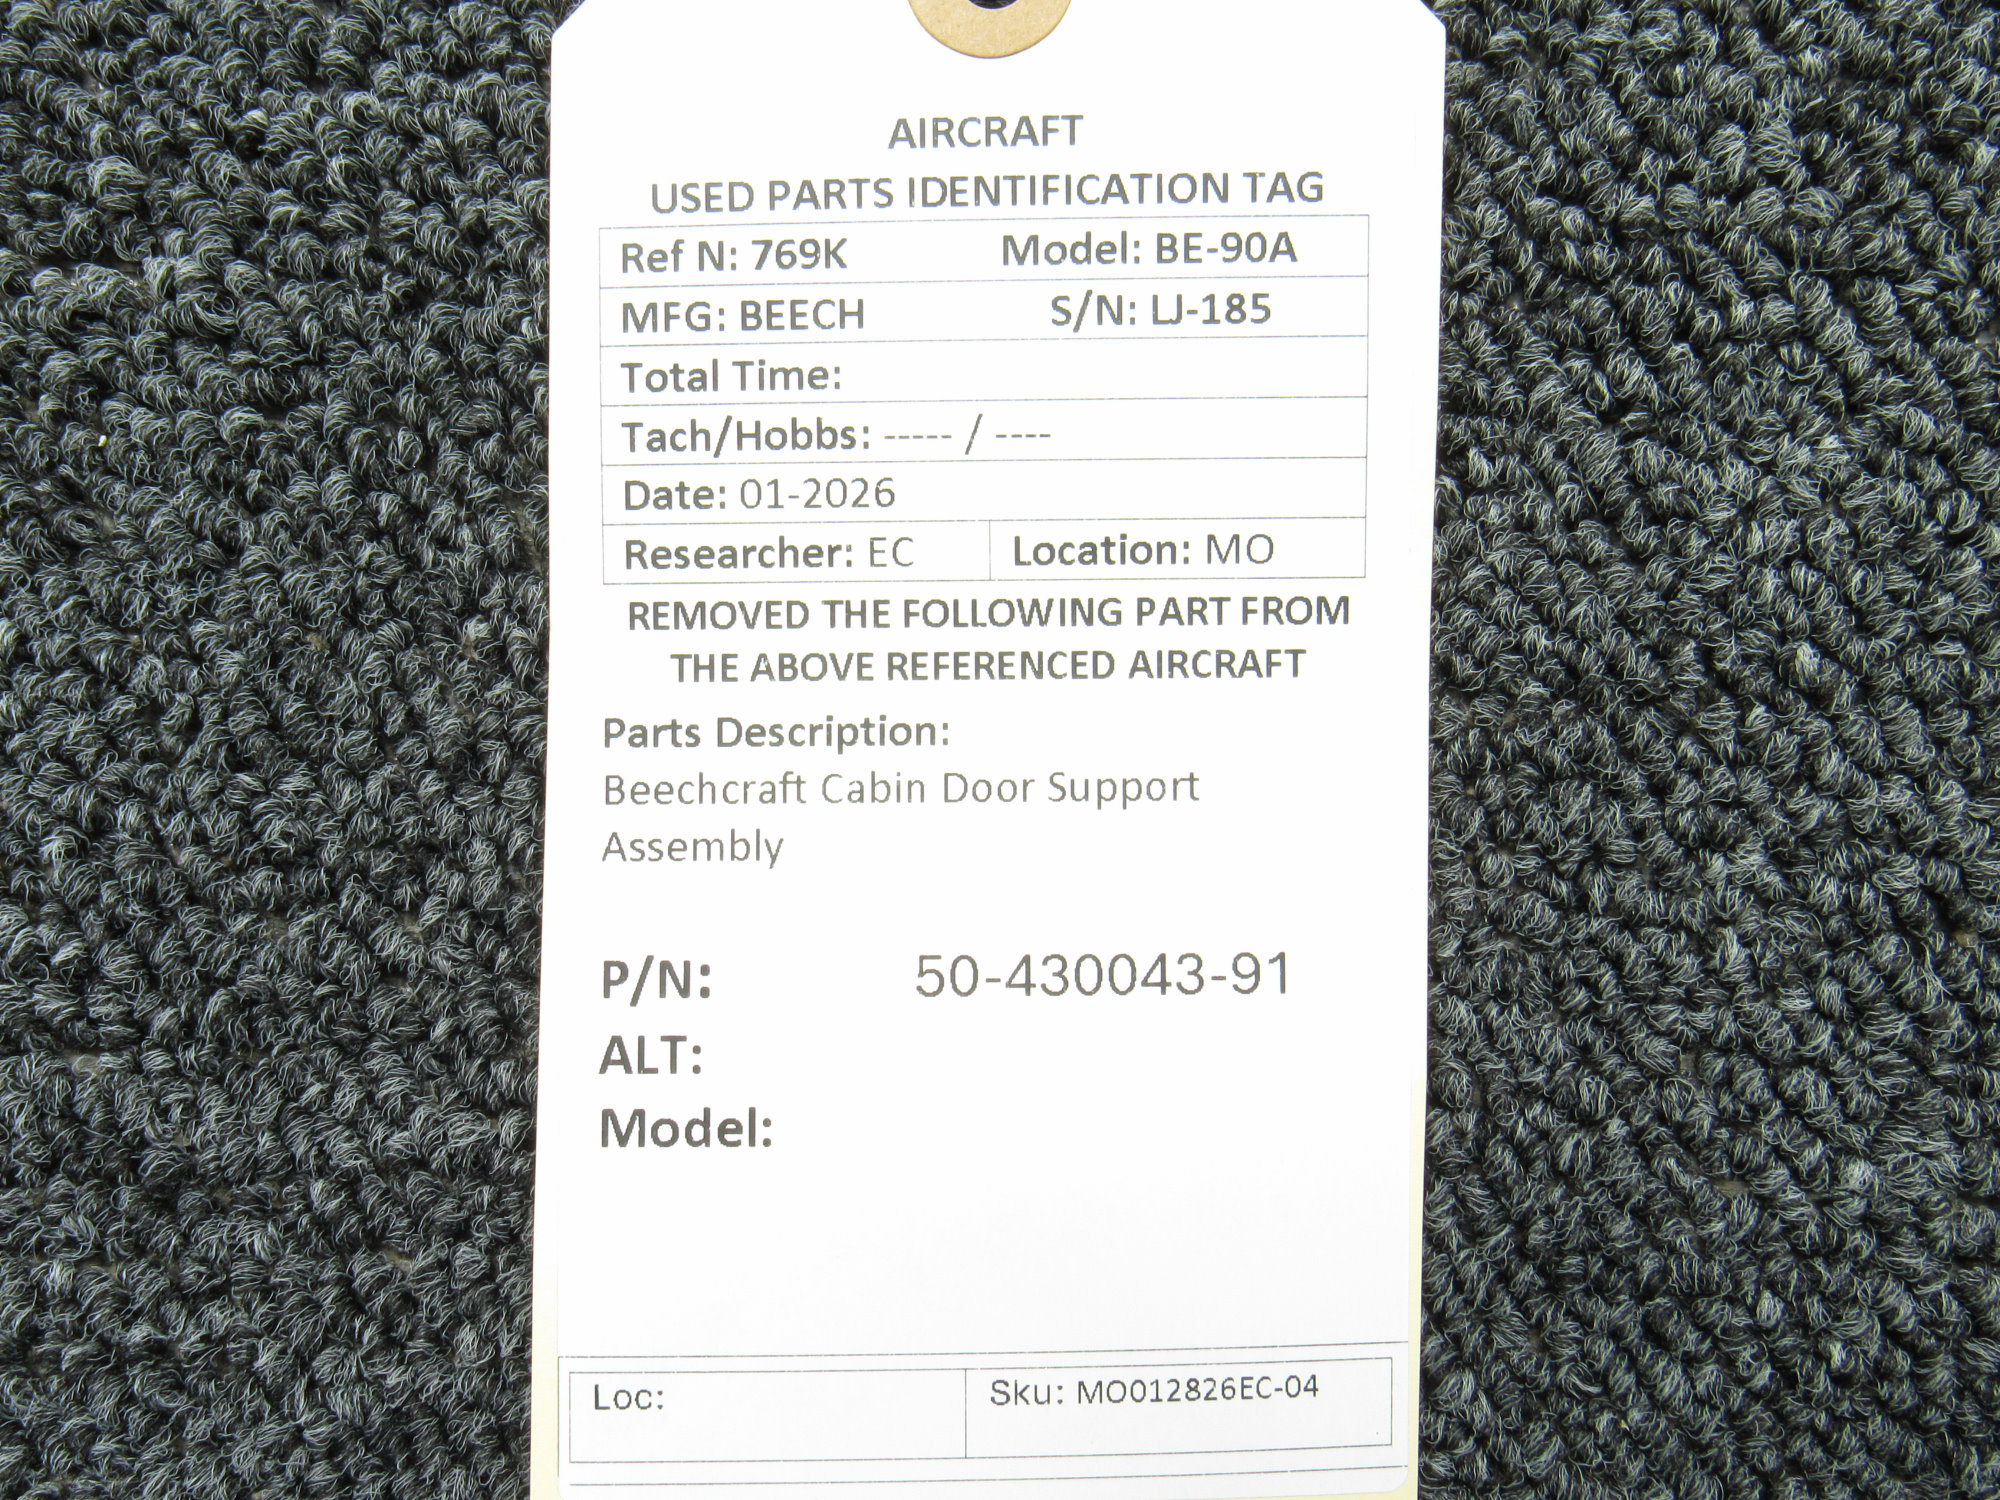 AIRCRAFT
USED PARTS IDENTIFICATION TAG
Ref N: 769K Model: BE-90A
MFG: BEECH S/N: LJ-185
Total Time:
Tach/Hobbs: ----- / ----
Date: 01-2026
Researcher: EC Location: MO
REMOVED THE FOLLOWING PART FROM
THE ABOVE REFERENCED AIRCRAFT
Parts Description:
Beechcraft Cabin Door Support
Assembly
P/N: 50-430043-91
ALT:
Model:
Loc: Sku: MO012826EC-04